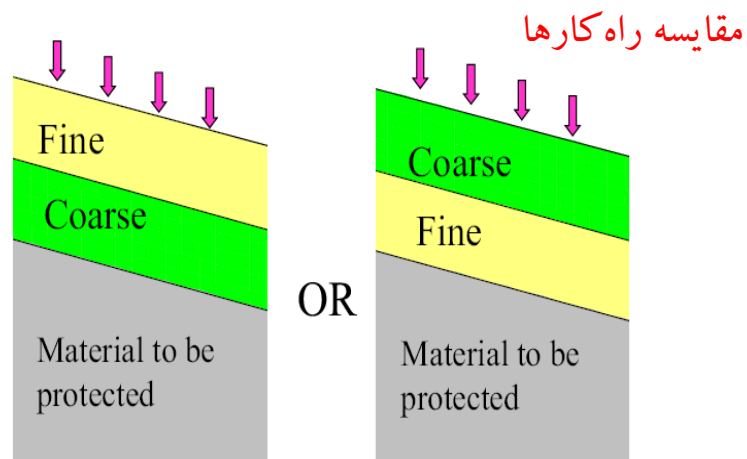 مقایسه راه‌کارها
Fine
Coarse
Material to be
protected
OR
Coarse
Fine
Material to be
protected